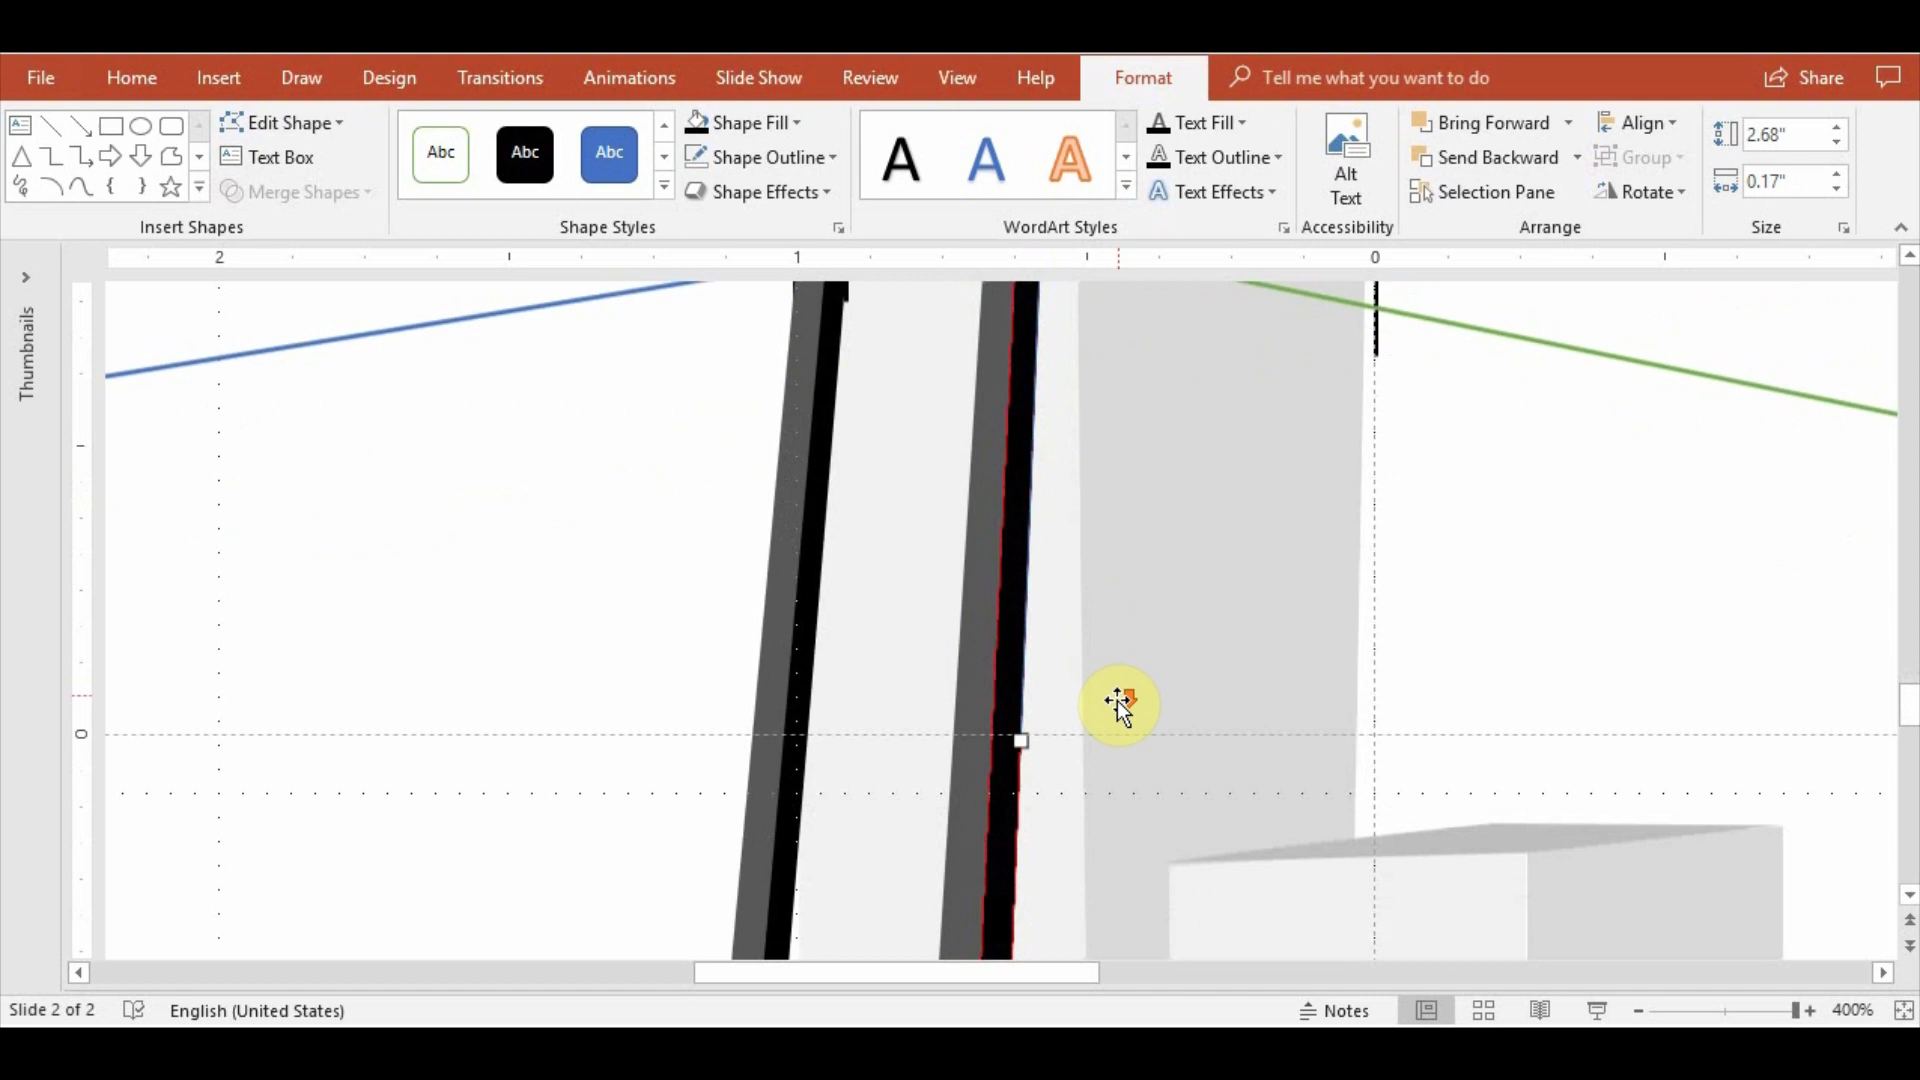 File Home Insert Draw Design Transitions Animations Slide Show Review View Help Format Tell me what you want to do Share
Edit Shape Shape Fill Text Fill Bring Forward Align 2.68"
Abc Abc Abc A A A
Text Box Shape Outline Text Outline Alt Text Send Backward Group
Merge Shapes Shape Effects Text Effects Selection Pane Rotate 0.17"
Insert Shapes Shape Styles WordArt Styles Accessibility Arrange Size
2 1 0
Thumbnails
0
Slide 2 of 2 English (United States) Notes 400%